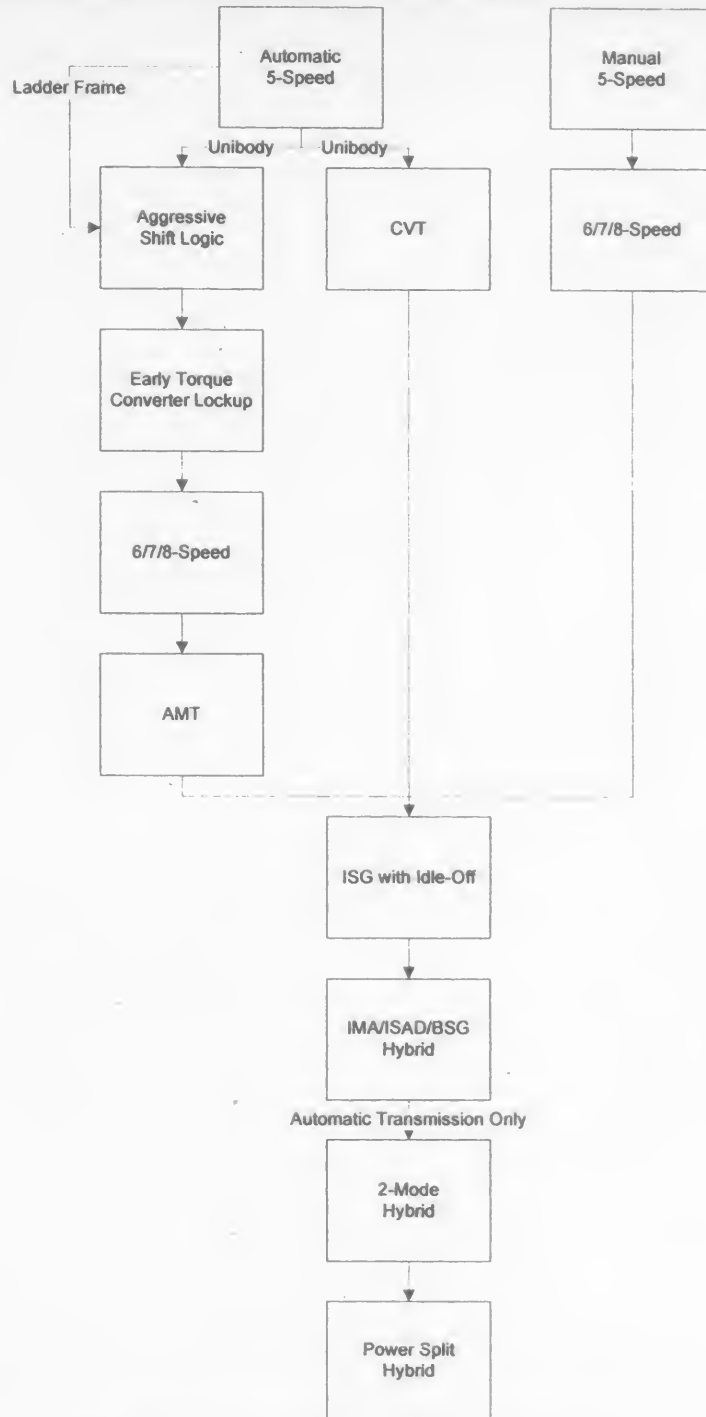 Automatic
5-Speed
Manual
5-Speed
Ladder Frame
Unibody
Unibody
Aggressive
Shift Logic
CVT
6/7/8-Speed
Early Torque
Converter Lockup
6/7/8-Speed
AMT
ISG with Idle-Off
IMA/ISAD/BSG
Hybrid
Automatic Transmission Only
2-Mode
Hybrid
Power Split
Hybrid